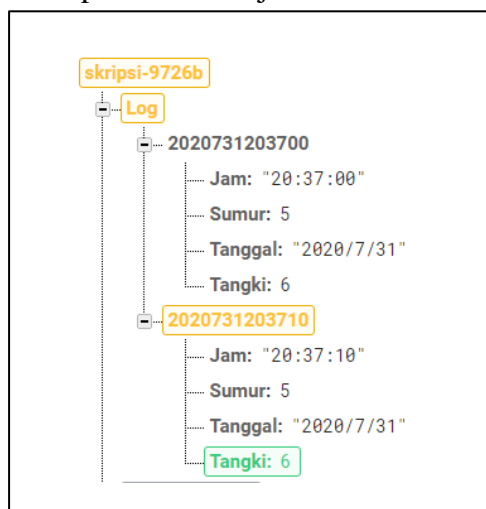 skripsi-9726b
Log
2020731203700
Jam: "20:37:00"
Sumur: 5
Tanggal: "2020/7/31"
Tangki: 6
2020731203710
Jam: "20:37:10"
Sumur: 5
Tanggal: "2020/7/31"
Tangki: 6